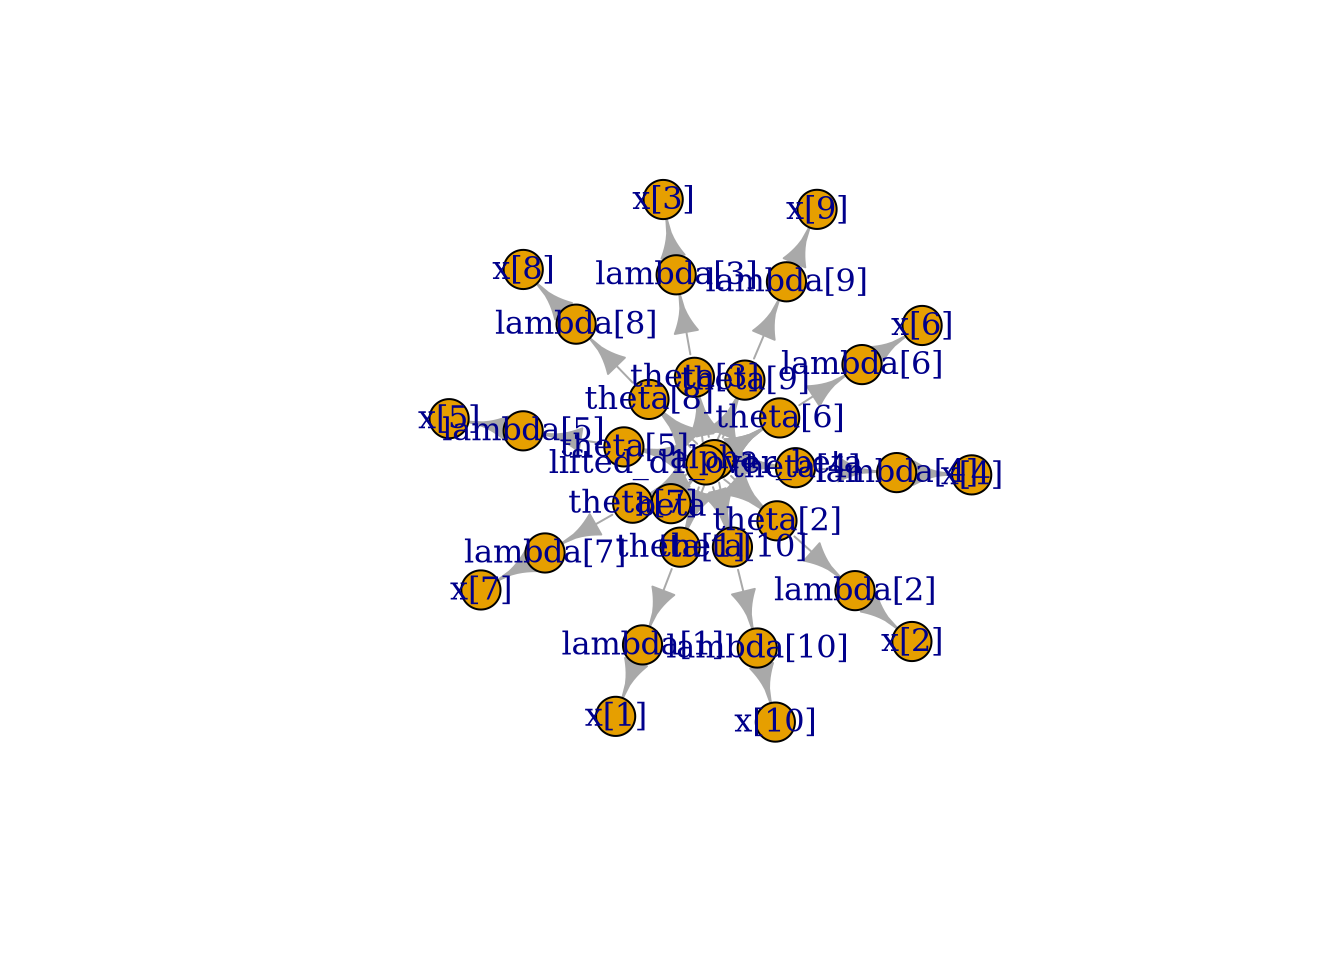 x[3]
x[9]
x[8]
lambda[3]
lambda[9]
lambda[8]
x[6]
lambda[6]
theta[3]
theta[9]
theta[8]
x[5]
theta[6]
lambda[5]
theta[5]
alpha
lifted_d1_over_beta
theta[4]
lambda[4]
x[4]
theta[7]
beta
theta[2]
theta[1]
theta[10]
lambda[7]
x[7]
lambda[2]
x[2]
lambda[1]
lambda[10]
x[1]
x[10]